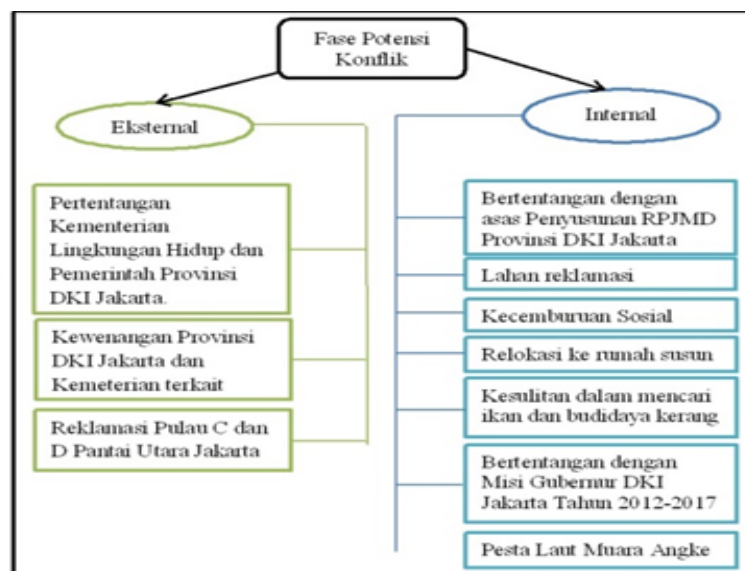 Fase Potensi
Konflik
Eksternal
Pertentangan
Kementerian
Lingkungan Hidup dan
Pemerintah Provinsi
DKI Jakarta.
Kewenangan Provinsi
DKI Jakarta dan
Kemeterian terkait
Reklamasi Pulau C dan
D Pantai Utara Jakarta
Internal
Bertentangan dengan
asas Penyusunan RPJMD
Provinsi DKI Jakarta
Lahan reklamasi
Kecemburuan Sosial
Relokasi ke rumah susun
Kesulitan dalam mencari
ikan dan budidaya kerang
Bertentangan dengan
Misi Gubernur DKI
Jakarta Tahun 2012-2017
Pesta Laut Muara Angke